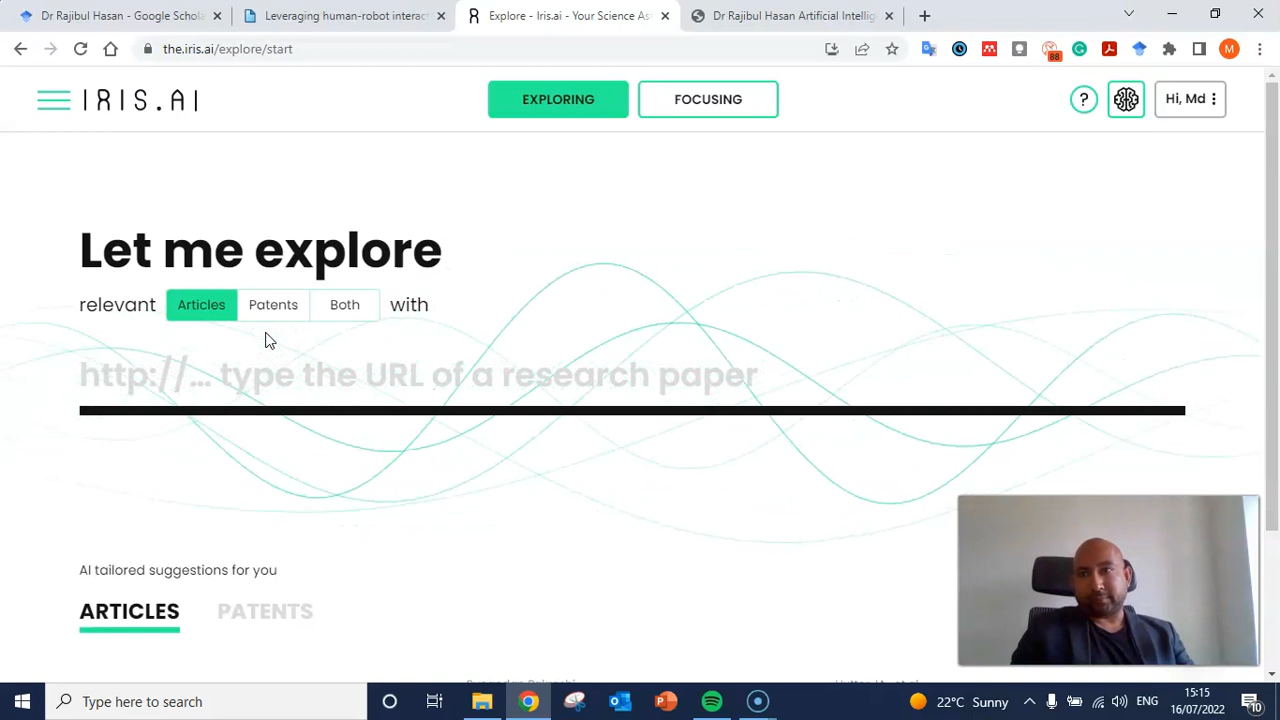 Dr Rajibul Hasan - Google Schola
Leveraging human-robot interact
Explore - Iris.ai - Your Science As
Dr Rajibul Hasan Artificial Intellig
the.iris.ai/explore/start
88
M
IRIS.AI
EXPLORING
FOCUSING
?
Hi, Md
Let me explore
relevant Articles Patents Both with
http://... type the URL of a research paper
AI tailored suggestions for you
ARTICLES
PATENTS
Type here to search
22°C Sunny
ENG
15:15
16/07/2022
10